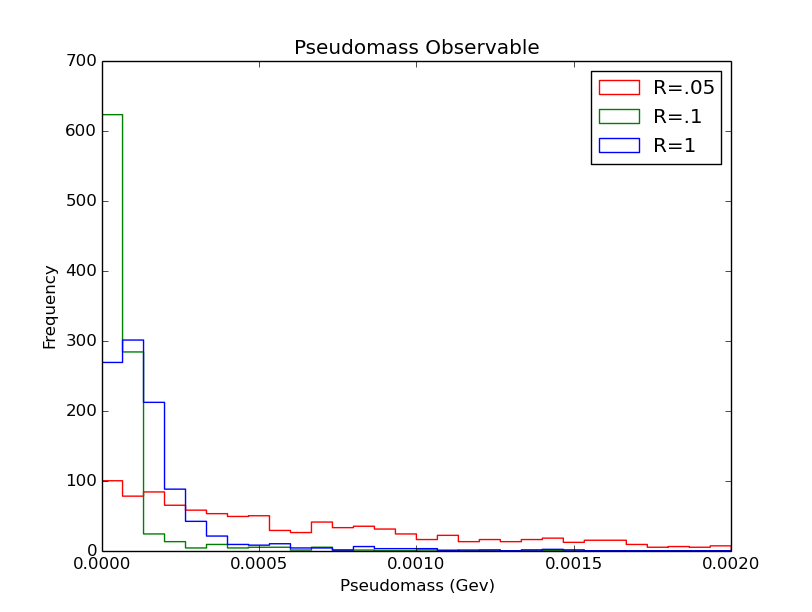 Pseudomass Observable
700
600
500
400
300
200
100
0
Frequency
R=.05
R=.1
R=1
0.0000
0.0005
0.0010
0.0015
0.0020
Pseudomass (Gev)